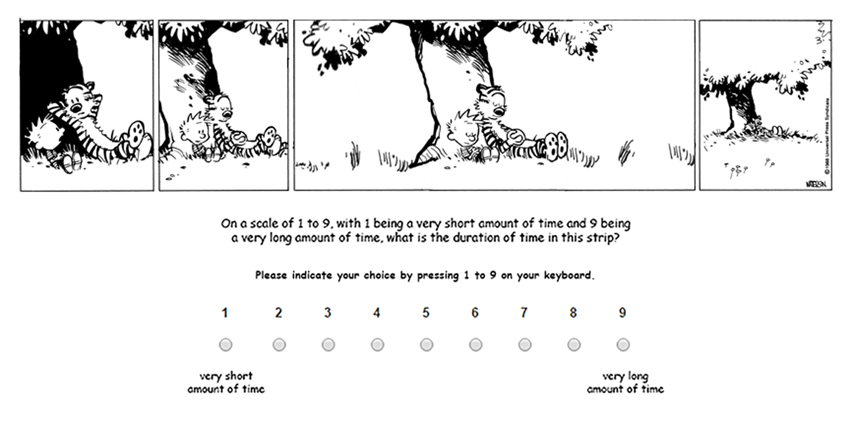 ©1988 Universal Press Syndicate
WATTERSON
On a scale of 1 to 9, with 1 being a very short amount of time and 9 being
a very long amount of time, what is the duration of time in this strip?
Please indicate your choice by pressing 1 to 9 on your keyboard.
1 2 3 4 5 6 7 8 9
very short very long
amount of time amount of time